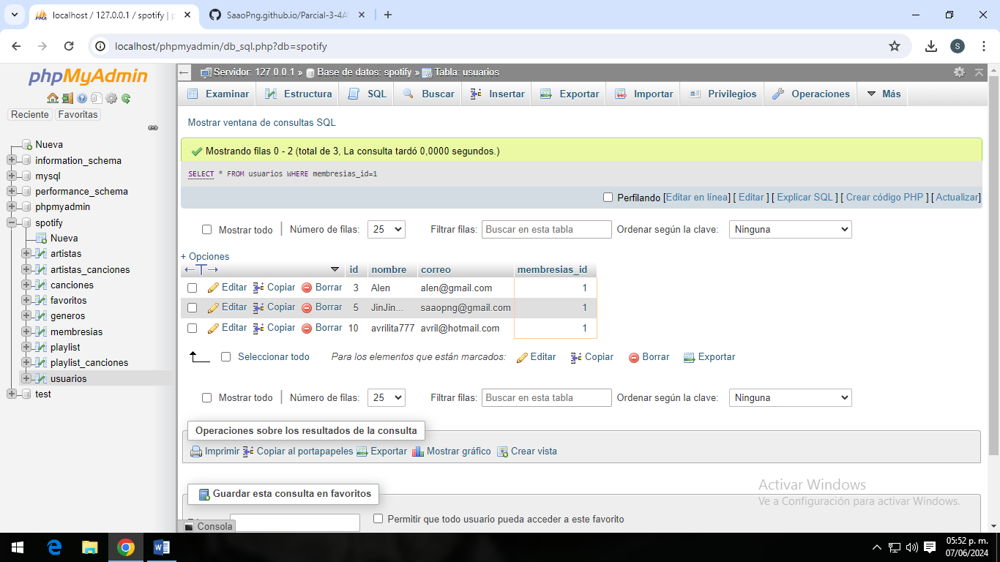 localhost / 127.0.0.1 / spotify | p
SaaoPng.github.io/Parcial-3-4A
localhost/phpmyadmin/db_sql.php?db=spotify
S
phpMyAdmin
Reciente Favoritas
Nueva
information_schema
mysql
performance_schema
phpmyadmin
spotify
Nueva
artistas
artistas_canciones
canciones
favoritos
generos
membresias
playlist
playlist_canciones
usuarios
test
Servidor: 127.0.0.1 » Base de datos: spotify » Tabla: usuarios
Examinar Estructura SQL Buscar Insertar Exportar Importar Privilegios Operaciones Más
Mostrar ventana de consultas SQL
Mostrando filas 0 - 2 (total de 3, La consulta tardó 0,0000 segundos.)
SELECT * FROM usuarios WHERE membresias_id=1
Perfilando [Editar en línea] [ Editar ] [ Explicar SQL ] [ Crear código PHP ] [ Actualizar]
Mostrar todo Número de filas: 25 Filtrar filas: Buscar en esta tabla Ordenar según la clave: Ninguna
+ Opciones
id nombre correo membresias_id
Editar Copiar Borrar 3 Alen alen@gmail.com 1
Editar Copiar Borrar 5 JinJin... saaopng@gmail.com 1
Editar Copiar Borrar 10 avrilita777 avril@hotmail.com 1
Seleccionar todo Para los elementos que están marcados: Editar Copiar Borrar Exportar
Mostrar todo Número de filas: 25 Filtrar filas: Buscar en esta tabla Ordenar según la clave: Ninguna
Operaciones sobre los resultados de la consulta
Imprimir Copiar al portapapeles Exportar Mostrar gráfico Crear vista
Guardar esta consulta en favoritos
Permitir que todo usuario pueda acceder a este favorito
Consola
Activar Windows
Ve a Configuración para activar Windows.
05:52 p. m.
07/06/2024